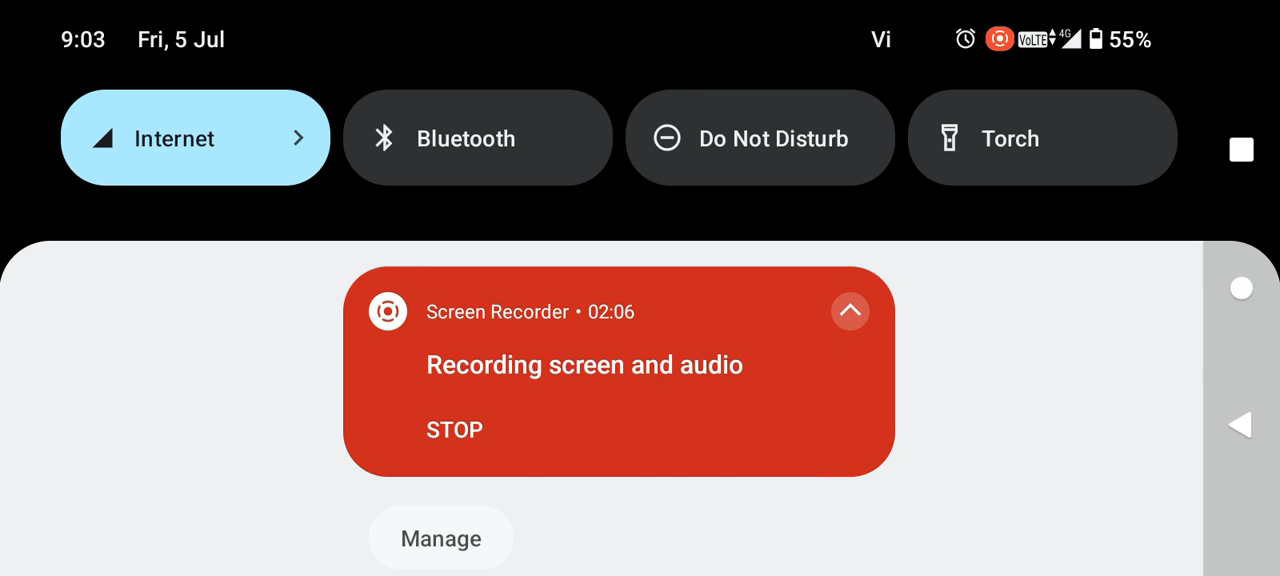 9:03 Fri, 5 Jul Vi VoLTE 4G 55%
Internet Bluetooth Do Not Disturb Torch
Screen Recorder • 02:06
Recording screen and audio
STOP
Manage